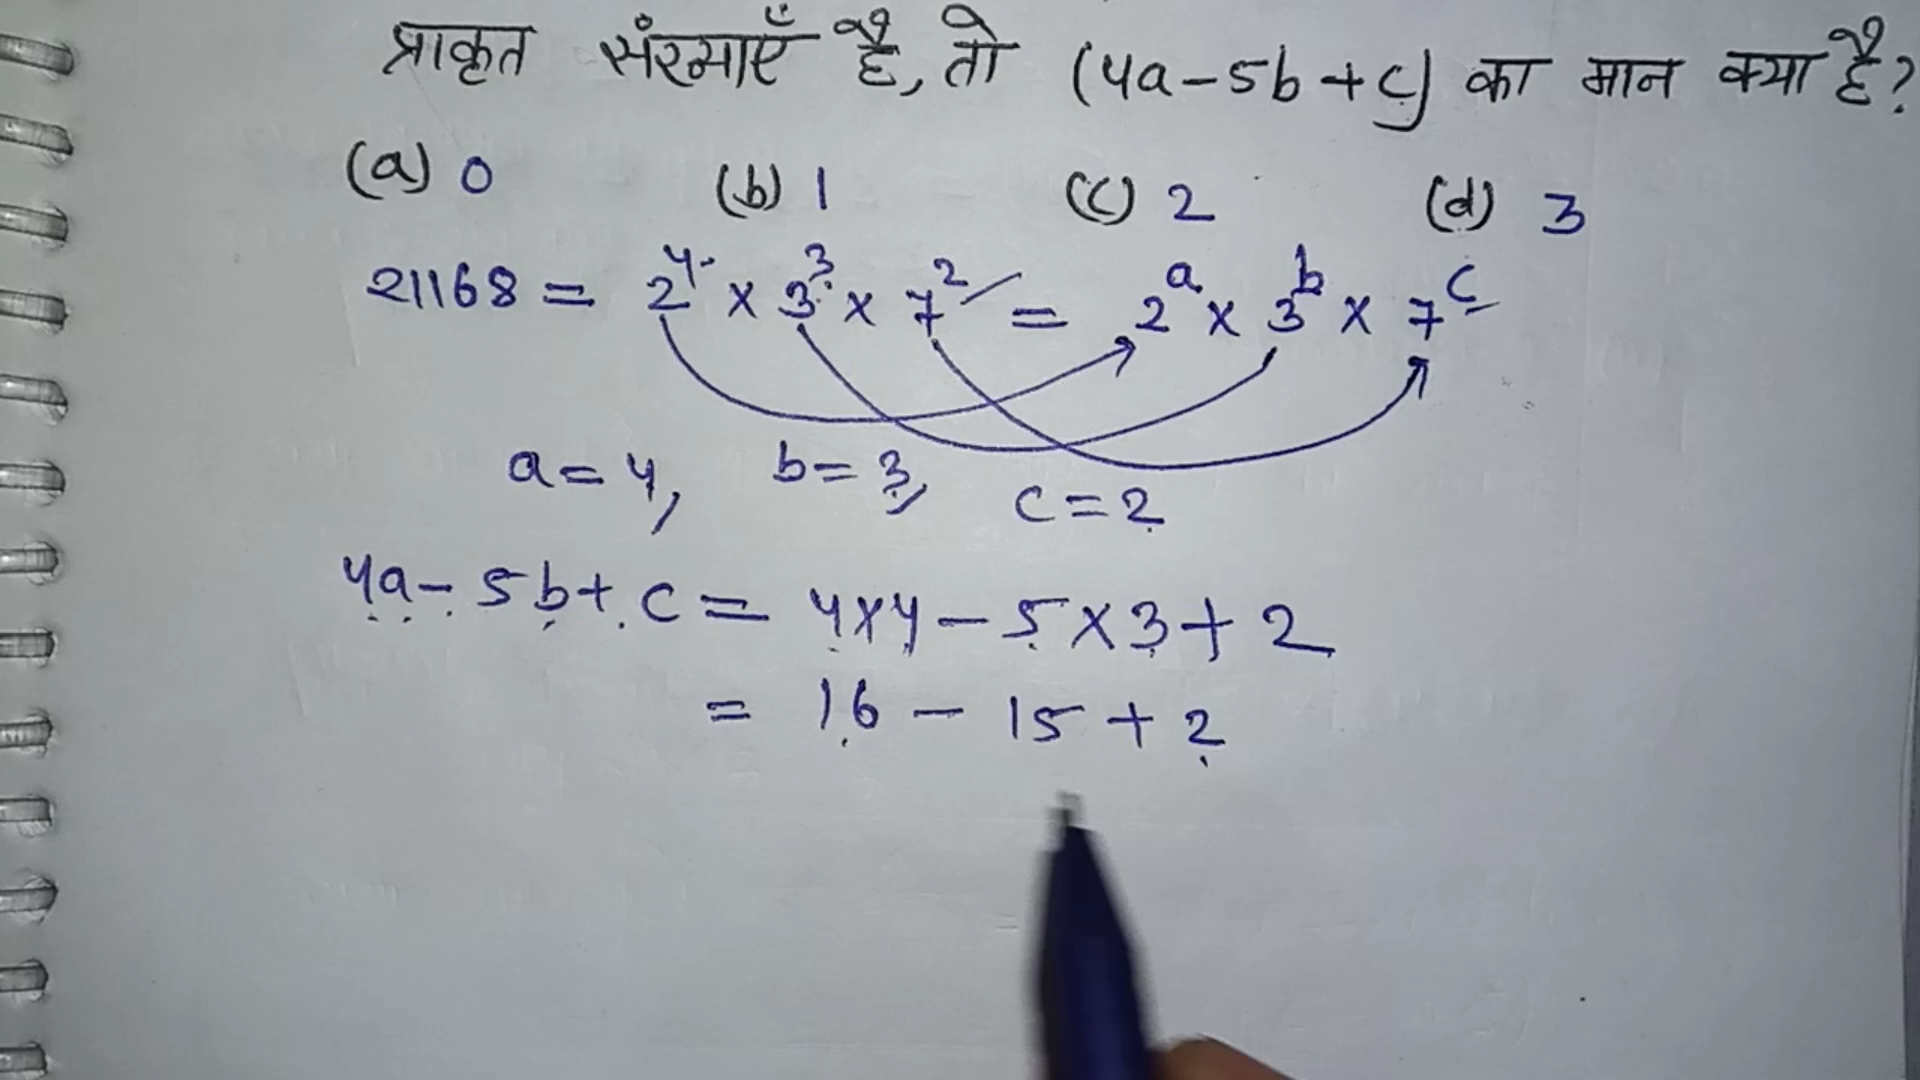 प्राकृत संख्याएँ है, तो (4a-5b+c) का मान क्या है?
(a) 0 (b) 1 (c) 2 (d) 3
21168 = 2⁴ × 3³ × 7² = 2ᵃ × 3ᵇ × 7ᶜ
a=4, b=3, c=2
4a-5b+c = 4×4-5×3+2
= 16 - 15 + 2